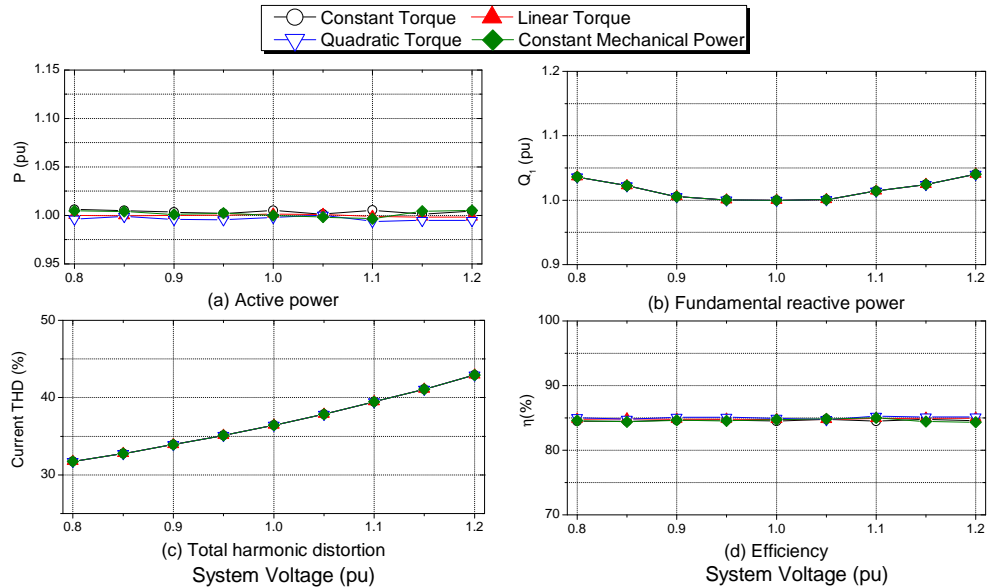 Constant Torque Linear Torque
Quadratic Torque Constant Mechanical Power
1.15
1.10
1.05
1.00
0.95
P (pu)
0.8 0.9 1.0 1.1 1.2
(a) Active power
1.2
1.1
1.0
0.9
Q1 (pu)
0.8 0.9 1.0 1.1 1.2
(b) Fundamental reactive power
50
40
30
Current THD (%)
0.8 0.9 1.0 1.1 1.2
(c) Total harmonic distortion
System Voltage (pu)
100
90
80
70
η(%)
0.8 0.9 1.0 1.1 1.2
(d) Efficiency
System Voltage (pu)